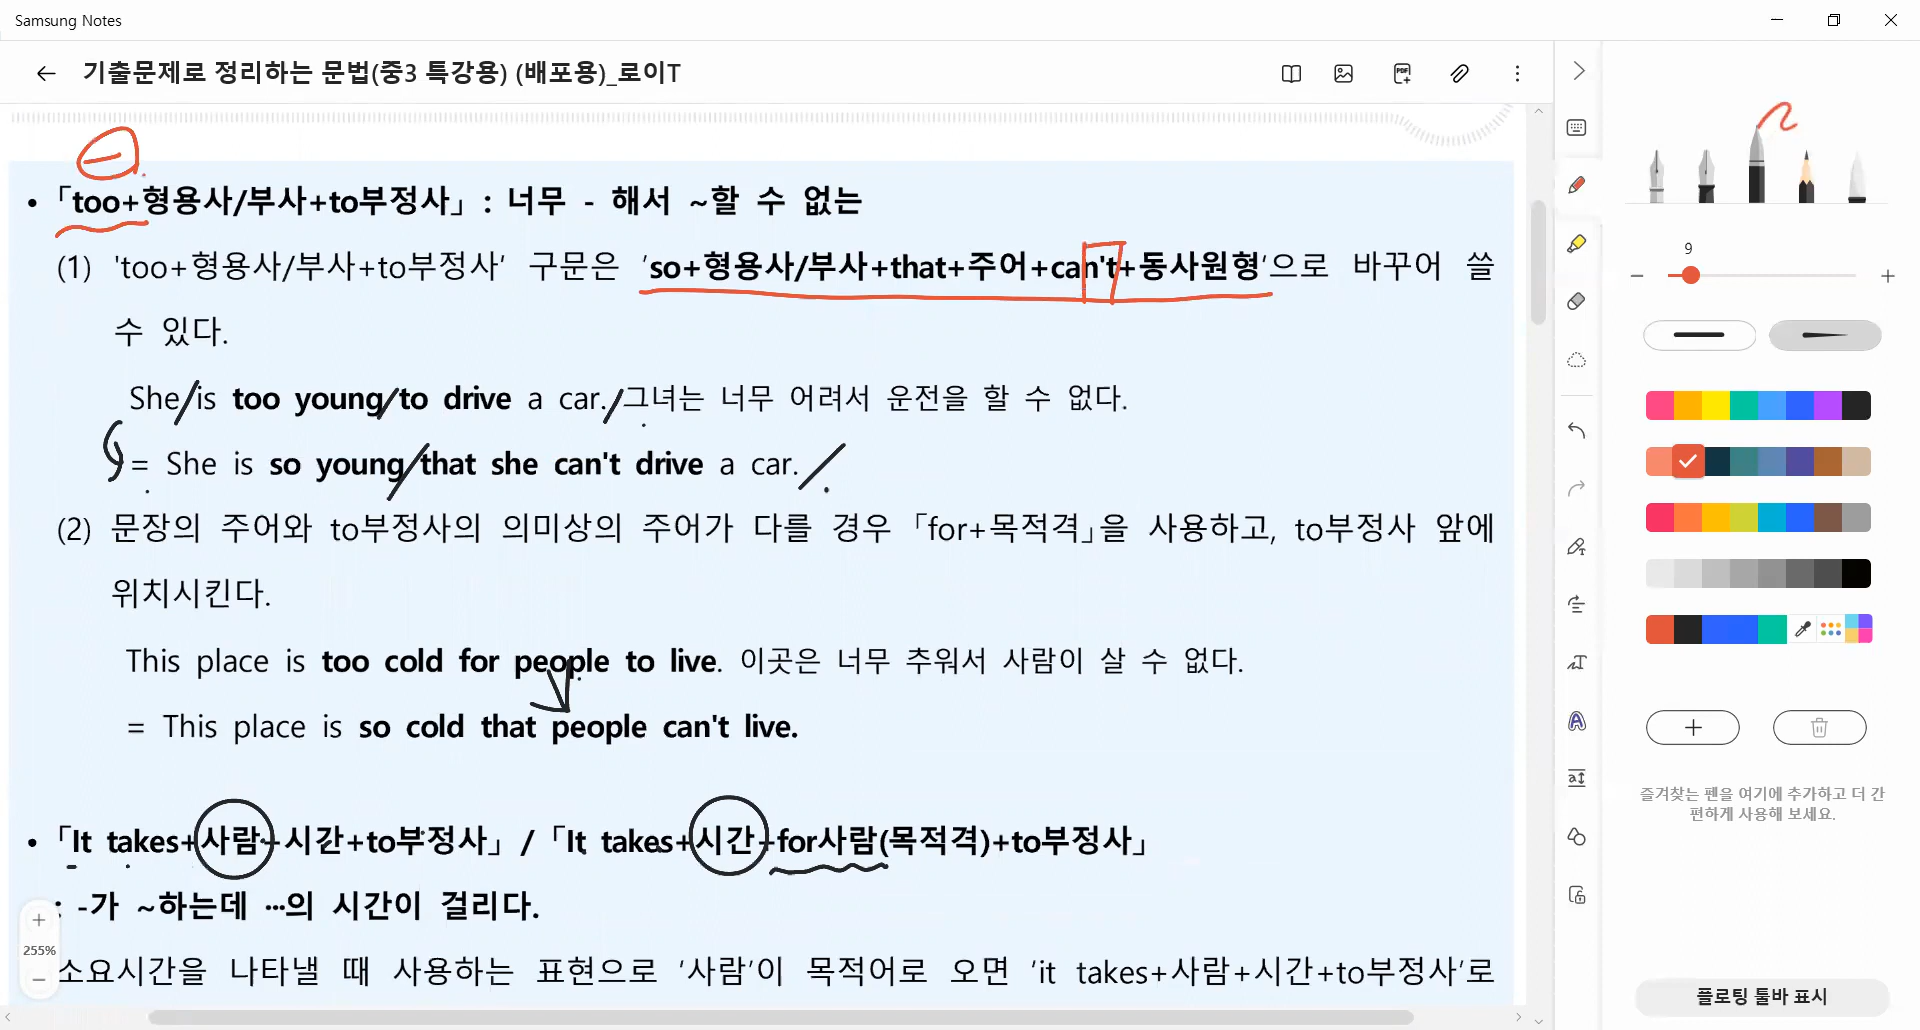 Samsung Notes
기출문제로 정리하는 문법(중3 특강용) (배포용)_로이T
• 「too+형용사/부사+to부정사」 : 너무 - 해서 ~할 수 없는
(1) 'too+형용사/부사+to부정사' 구문은 'so+형용사/부사+that+주어+can't+동사원형'으로 바꾸어 쓸
수 있다.
She is too young to drive a car. 그녀는 너무 어려서 운전을 할 수 없다.
= She is so young that she can't drive a car.
(2) 문장의 주어와 to부정사의 의미상의 주어가 다를 경우 「for+목적격」을 사용하고, to부정사 앞에
위치시킨다.
This place is too cold for people to live. 이곳은 너무 추워서 사람이 살 수 없다.
= This place is so cold that people can't live.
• 「It takes+사람+시간+to부정사」 / 「It takes+시간+for사람(목적격)+to부정사」
: -가 ~하는데 …의 시간이 걸리다.
소요시간을 나타낼 때 사용하는 표현으로 '사람'이 목적어로 오면 'it takes+사람+시간+to부정사'로
255%
9
즐겨찾는 펜을 여기에 추가하고 더 간
편하게 사용해 보세요.
플로팅 툴바 표시